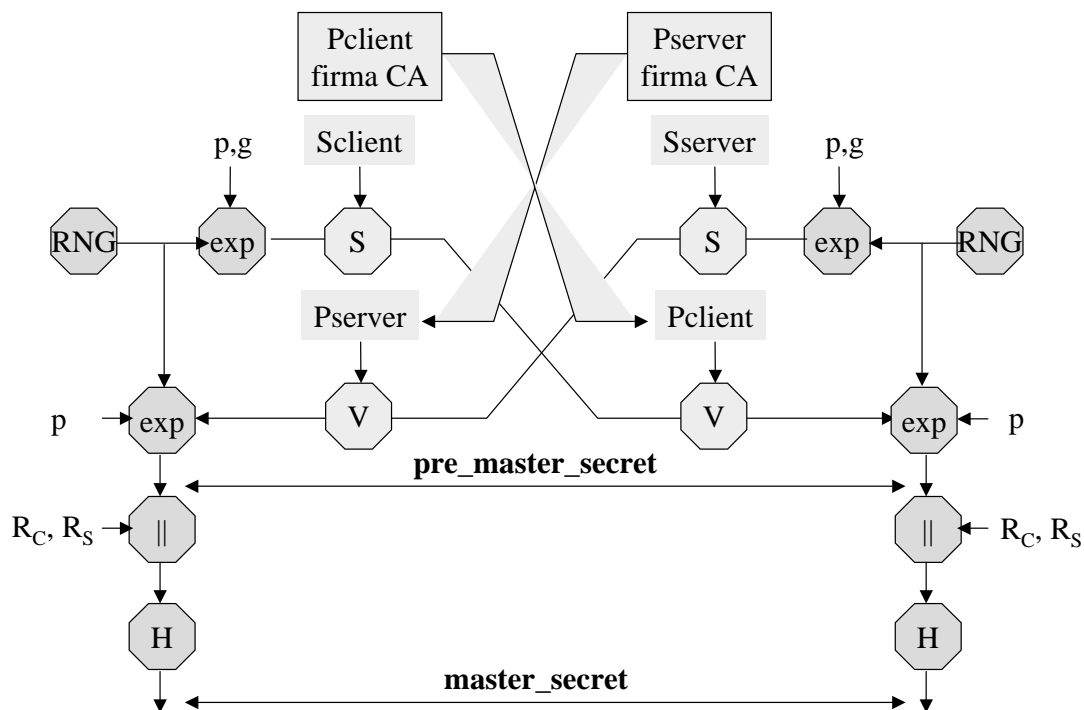 Pclient
firma CA
Pserver
firma CA
p,g
Sclient
Sserver
p,g
RNG
exp
S
S
exp
RNG
Pserver
Pclient
p
exp
V
V
exp
p
pre_master_secret
R_C, R_S
||
||
R_C, R_S
H
H
master_secret